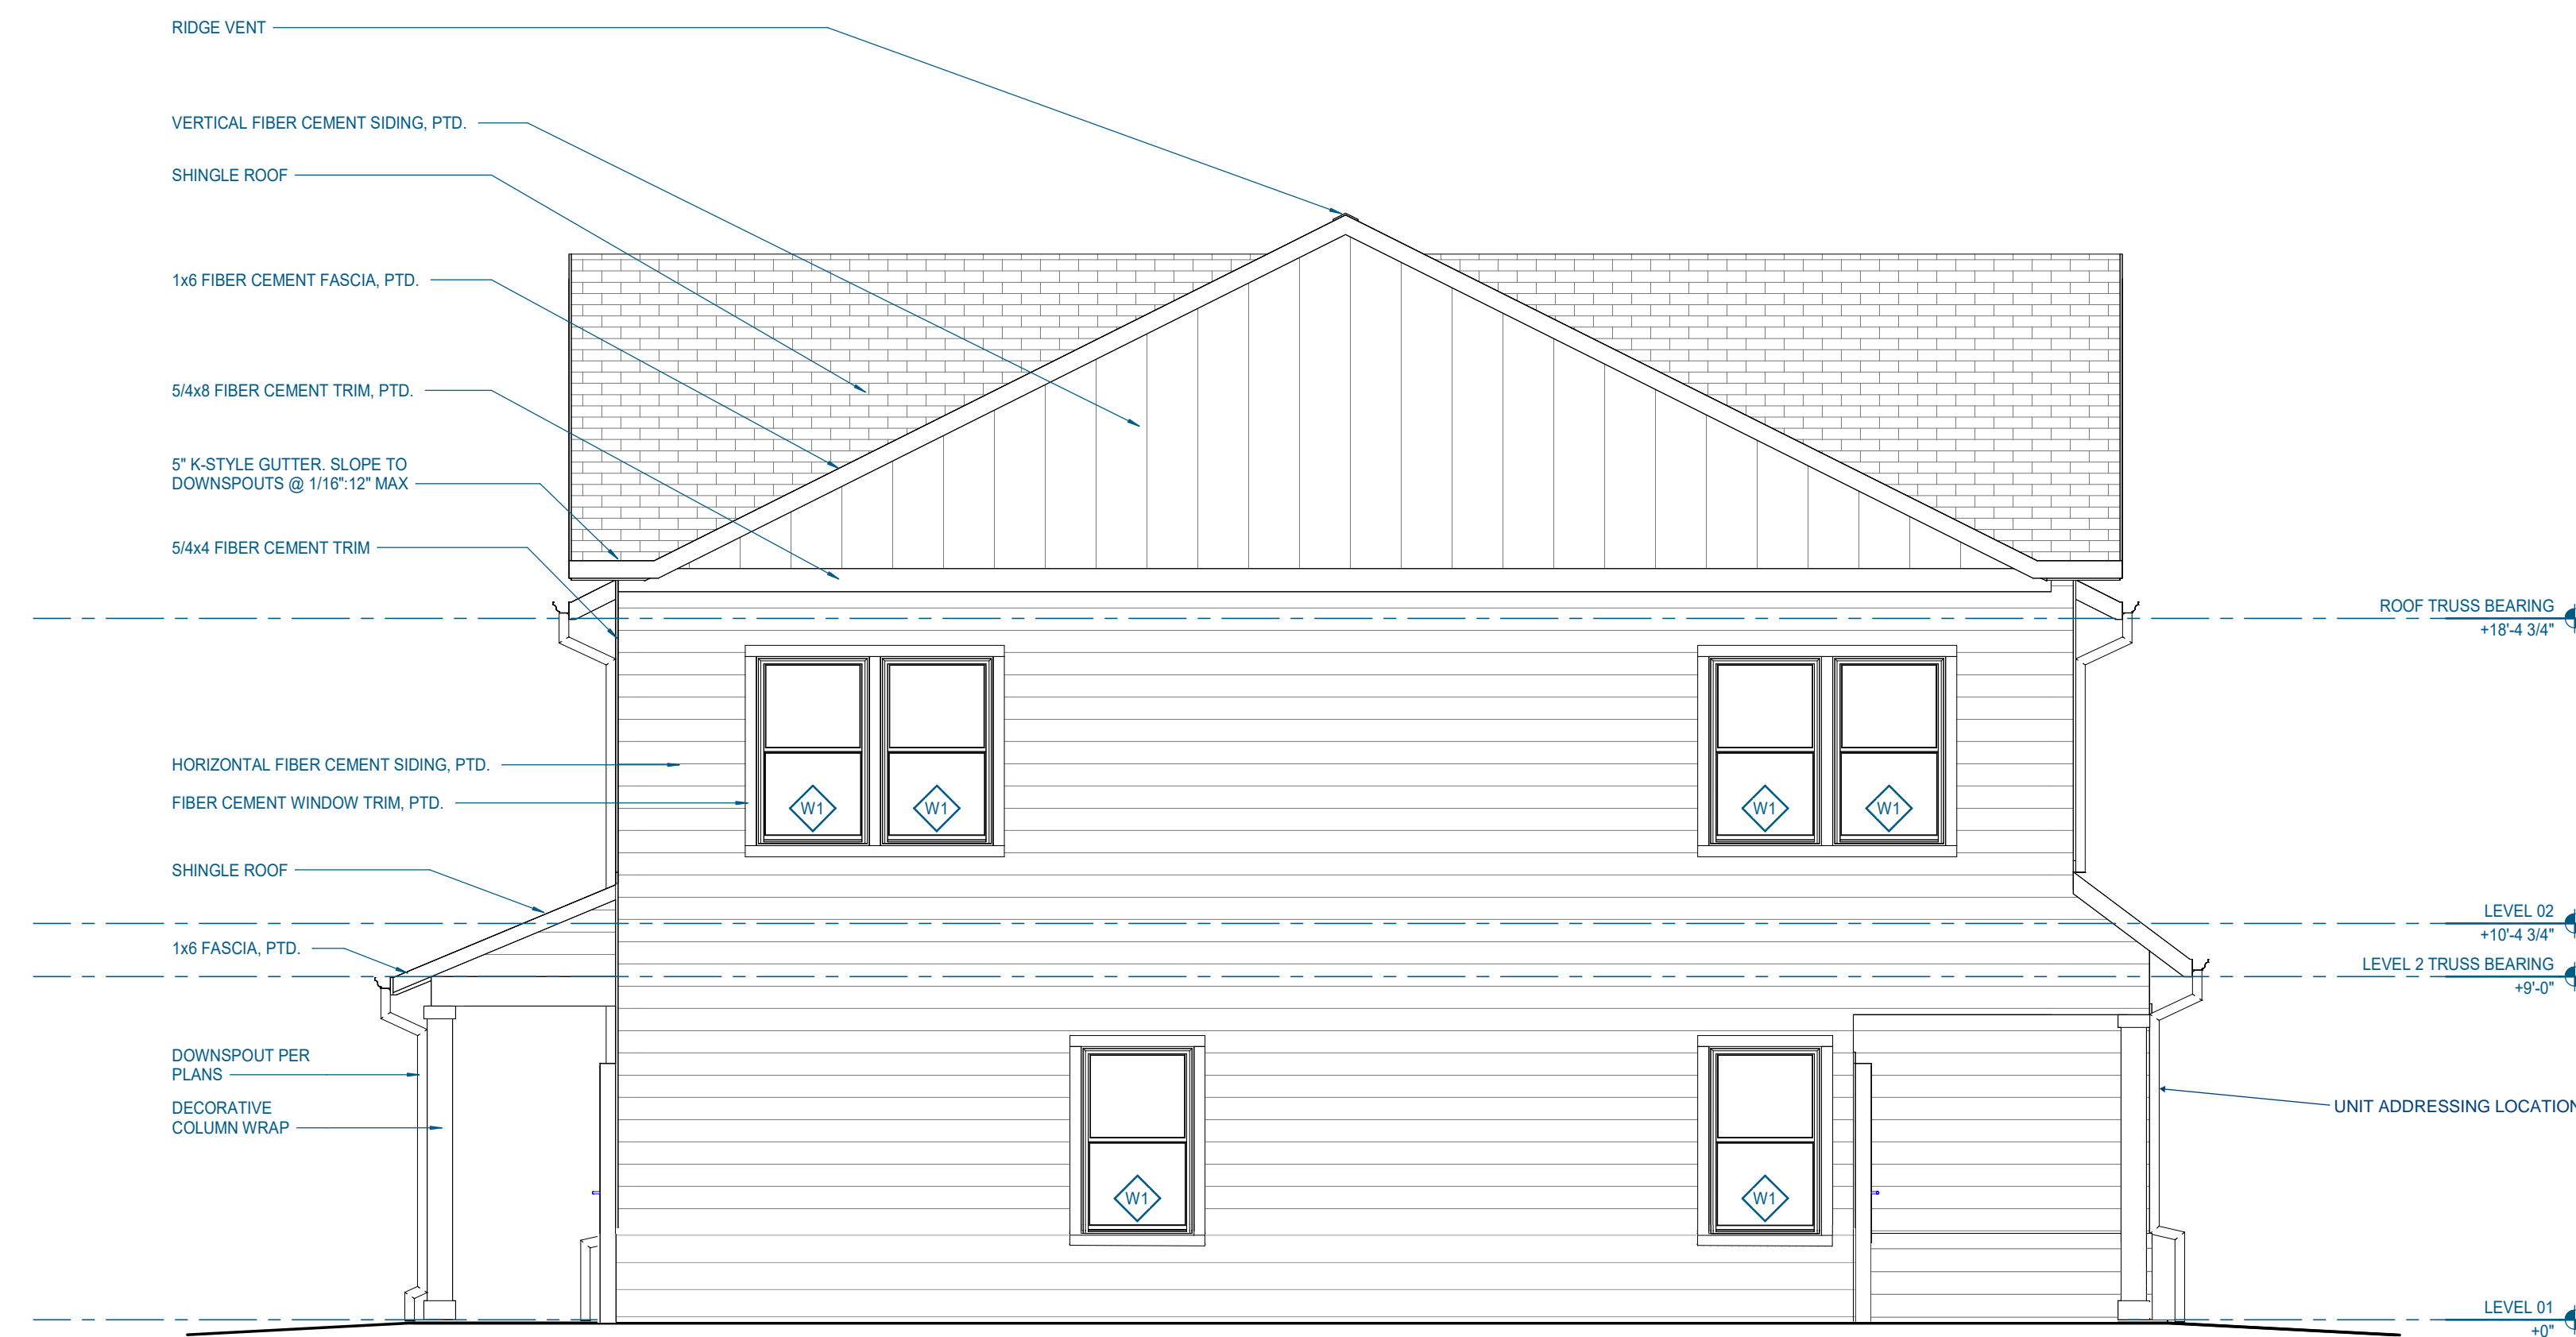 RIDGE VENT
VERTICAL FIBER CEMENT SIDING, PTD.
SHINGLE ROOF
1x6 FIBER CEMENT FASCIA, PTD.
5/4x8 FIBER CEMENT TRIM, PTD.
5" K-STYLE GUTTER. SLOPE TO
DOWNSPOUTS @ 1/16":12" MAX
5/4x4 FIBER CEMENT TRIM
ROOF TRUSS BEARING
+18'-4 3/4"
HORIZONTAL FIBER CEMENT SIDING, PTD.
FIBER CEMENT WINDOW TRIM, PTD.
W1
W1
W1
W1
SHINGLE ROOF
LEVEL 02
+10'-4 3/4"
1x6 FASCIA, PTD.
LEVEL 2 TRUSS BEARING
+9'-0"
DOWNSPOUT PER
PLANS
DECORATIVE
COLUMN WRAP
UNIT ADDRESSING LOCATION
W1
W1
LEVEL 01
+0"